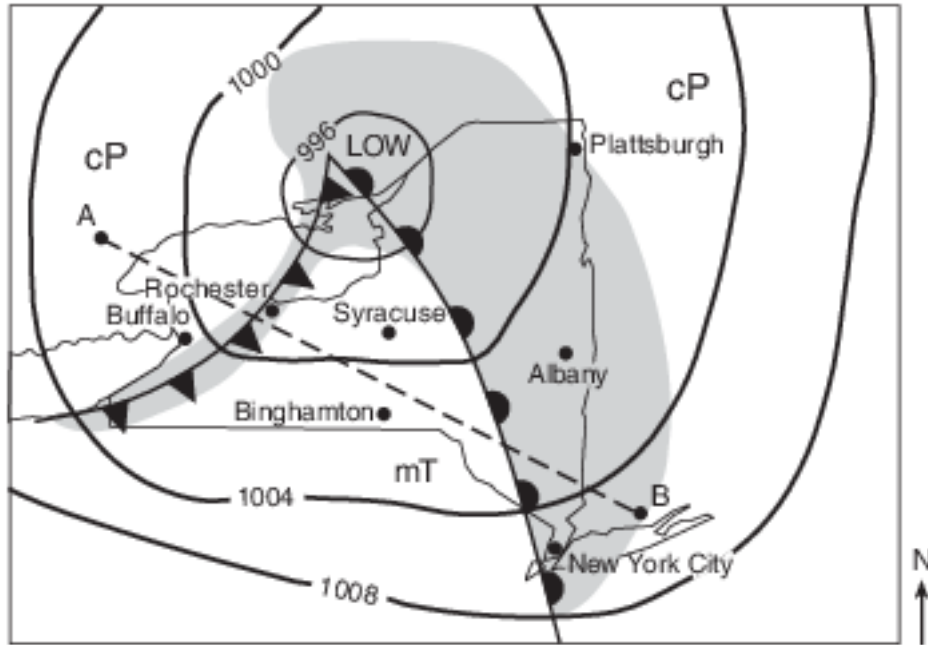 1000
cP
996
LOW
Plattsburgh
cP
A
Rochester
Buffalo
Syracuse
Albany
Binghamton
mT
1004
B
New York City
1008
N